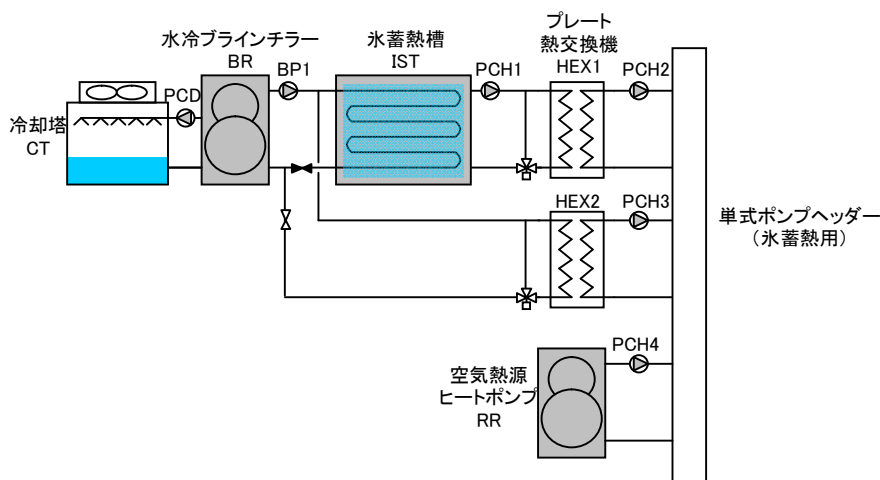 プレート
熱交換機
HEX1
水冷ブラインチラー
BR
氷蓄熱槽
IST
BP1
PCH1
PCH2
PCD
冷却塔
CT
HEX2
PCH3
単式ポンプヘッダー
（氷蓄熱用）
PCH4
空気熱源
ヒートポンプ
RR